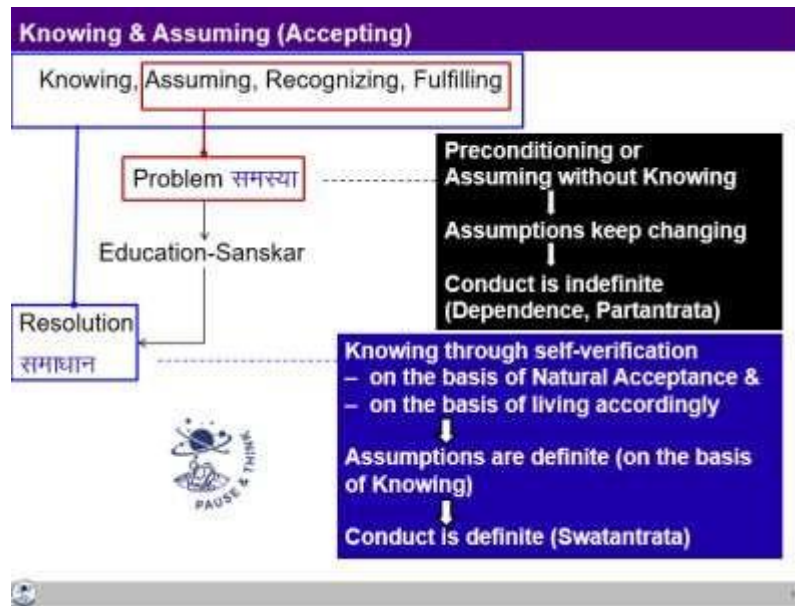 Knowing & Assuming (Accepting)
Knowing, Assuming, Recognizing, Fulfilling
Problem समस्या
Education-Sanskar
Resolution
समाधान
Preconditioning or
Assuming without Knowing
Assumptions keep changing
Conduct is indefinite
(Dependence, Partantrata)
Knowing through self-verification
– on the basis of Natural Acceptance &
– on the basis of living accordingly
Assumptions are definite (on the basis
of Knowing)
Conduct is definite (Swatantrata)
PAUSE & THINK